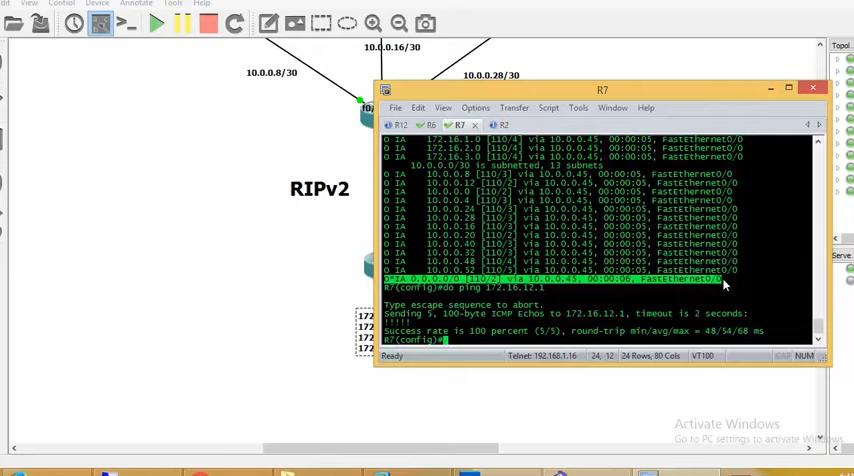 dit View Control Device Annotate Tools Help
10.0.0.16/30
10.0.0.8/30
10.0.0.28/30
f0/
RIPv2
172
172
172
172
R7
File Edit View Options Transfer Script Tools Window Help
R12 R6 R7 R2
O IA 172.16.1.0 [110/4] via 10.0.0.45, 00:00:05, FastEthernet0/0
O IA 172.16.2.0 [110/4] via 10.0.0.45, 00:00:05, FastEthernet0/0
O IA 172.16.3.0 [110/4] via 10.0.0.45, 00:00:05, FastEthernet0/0
10.0.0.0/30 is subnetted, 13 subnets
O IA 10.0.0.8 [110/3] via 10.0.0.45, 00:00:05, FastEthernet0/0
O IA 10.0.0.12 [110/2] via 10.0.0.45, 00:00:05, FastEthernet0/0
O IA 10.0.0.0 [110/2] via 10.0.0.45, 00:00:05, FastEthernet0/0
O IA 10.0.0.4 [110/3] via 10.0.0.45, 00:00:05, FastEthernet0/0
O IA 10.0.0.24 [110/3] via 10.0.0.45, 00:00:05, FastEthernet0/0
O IA 10.0.0.28 [110/3] via 10.0.0.45, 00:00:05, FastEthernet0/0
O IA 10.0.0.16 [110/3] via 10.0.0.45, 00:00:05, FastEthernet0/0
O IA 10.0.0.20 [110/2] via 10.0.0.45, 00:00:05, FastEthernet0/0
O IA 10.0.0.40 [110/3] via 10.0.0.45, 00:00:05, FastEthernet0/0
O IA 10.0.0.32 [110/3] via 10.0.0.45, 00:00:05, FastEthernet0/0
O IA 10.0.0.48 [110/4] via 10.0.0.45, 00:00:05, FastEthernet0/0
O IA 10.0.0.52 [110/5] via 10.0.0.45, 00:00:05, FastEthernet0/0
O*IA 0.0.0.0/0 [110/2] via 10.0.0.45, 00:00:06, FastEthernet0/0
R7(config)#do ping 172.16.12.1
Type escape sequence to abort.
Sending 5, 100-byte ICMP Echos to 172.16.12.1, timeout is 2 seconds:
!!!!!
Success rate is 100 percent (5/5), round-trip min/avg/max = 48/54/68 ms
R7(config)#
Ready Telnet: 192.168.1.16 24, 12 24 Rows, 80 Cols VT100 CAP NUM
Topol
Serve
Activate Windows
Go to PC settings to activate Windows.